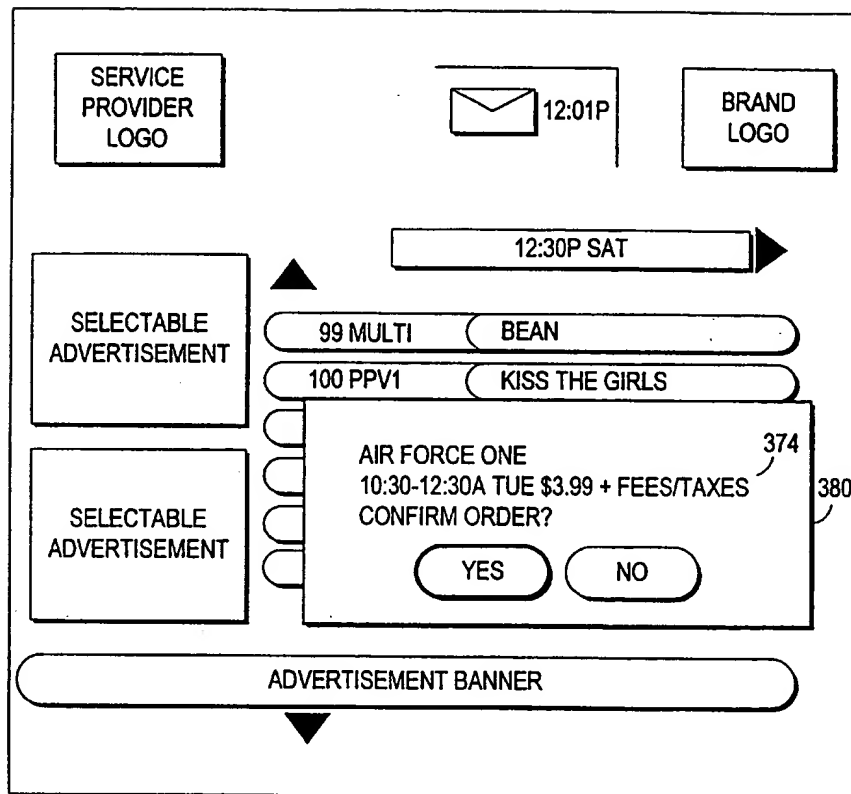 SERVICE
PROVIDER
LOGO
12:01P
BRAND
LOGO
12:30P SAT
SELECTABLE
ADVERTISEMENT
99 MULTI
BEAN
100 PPV1
KISS THE GIRLS
SELECTABLE
ADVERTISEMENT
AIR FORCE ONE
374
10:30-12:30A TUE $3.99 + FEES/TAXES
380
CONFIRM ORDER?
YES
NO
ADVERTISEMENT BANNER